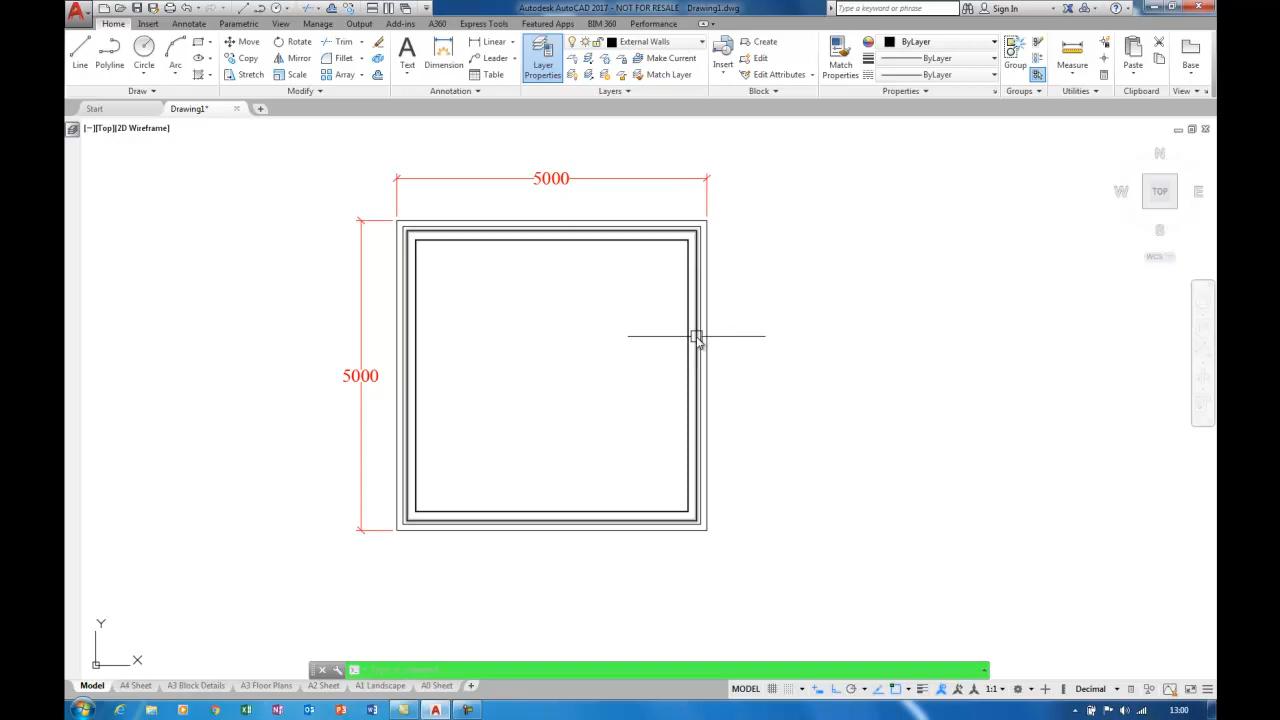 Autodesk AutoCAD 2017 - NOT FOR RESALE Drawing1.dwg
Type a keyword or phrase
Sign In
Home Insert Annotate Parametric View Manage Output Add-ins A360 Express Tools Featured Apps BIM 360 Performance
Line Polyline Circle Arc
Move Rotate Trim
Copy Mirror Fillet
Stretch Scale Array
Text Dimension
Linear
Leader
Table
Layer Properties
External Walls
Make Current
Match Layer
Insert
Create
Edit
Edit Attributes
Match Properties
ByLayer
ByLayer
ByLayer
Group Measure Paste Base
Draw Modify Annotation Layers Block Properties Groups Utilities Clipboard View
Start Drawing1*
[−][Top][2D Wireframe]
5000
5000
N
W TOP E
S
WCS
Y
X
Model A4 Sheet A3 Block Details A3 Floor Plans A2 Sheet A1 Landscape A0 Sheet
MODEL 1:1 Decimal
13:00